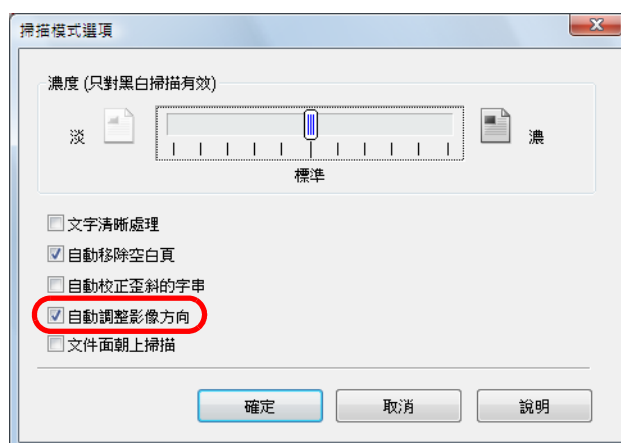 掃描模式選項
濃度 (只對黑白掃描有效)
淡
濃
標準
文字清晰處理
自動移除空白頁
自動校正歪斜的字串
自動調整影像方向
文件面朝上掃描
確定
取消
說明